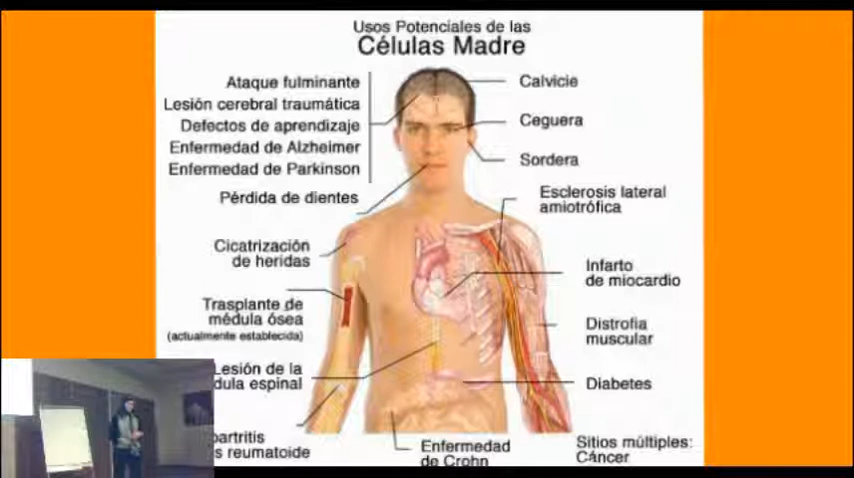 Usos Potenciales de las
Células Madre
Ataque fulminante
Lesión cerebral traumática
Defectos de aprendizaje
Enfermedad de Alzheimer
Enfermedad de Parkinson
Pérdida de dientes
Cicatrización
de heridas
Trasplante de
médula ósea
(actualmente establecida)
Lesión de la
dula espinal
partritis
s reumatoide
Calvicie
Ceguera
Sordera
Esclerosis lateral
amiotrófica
Infarto
de miocardio
Distrofia
muscular
Diabetes
Enfermedad
de Crohn
Sitios múltiples:
Cáncer